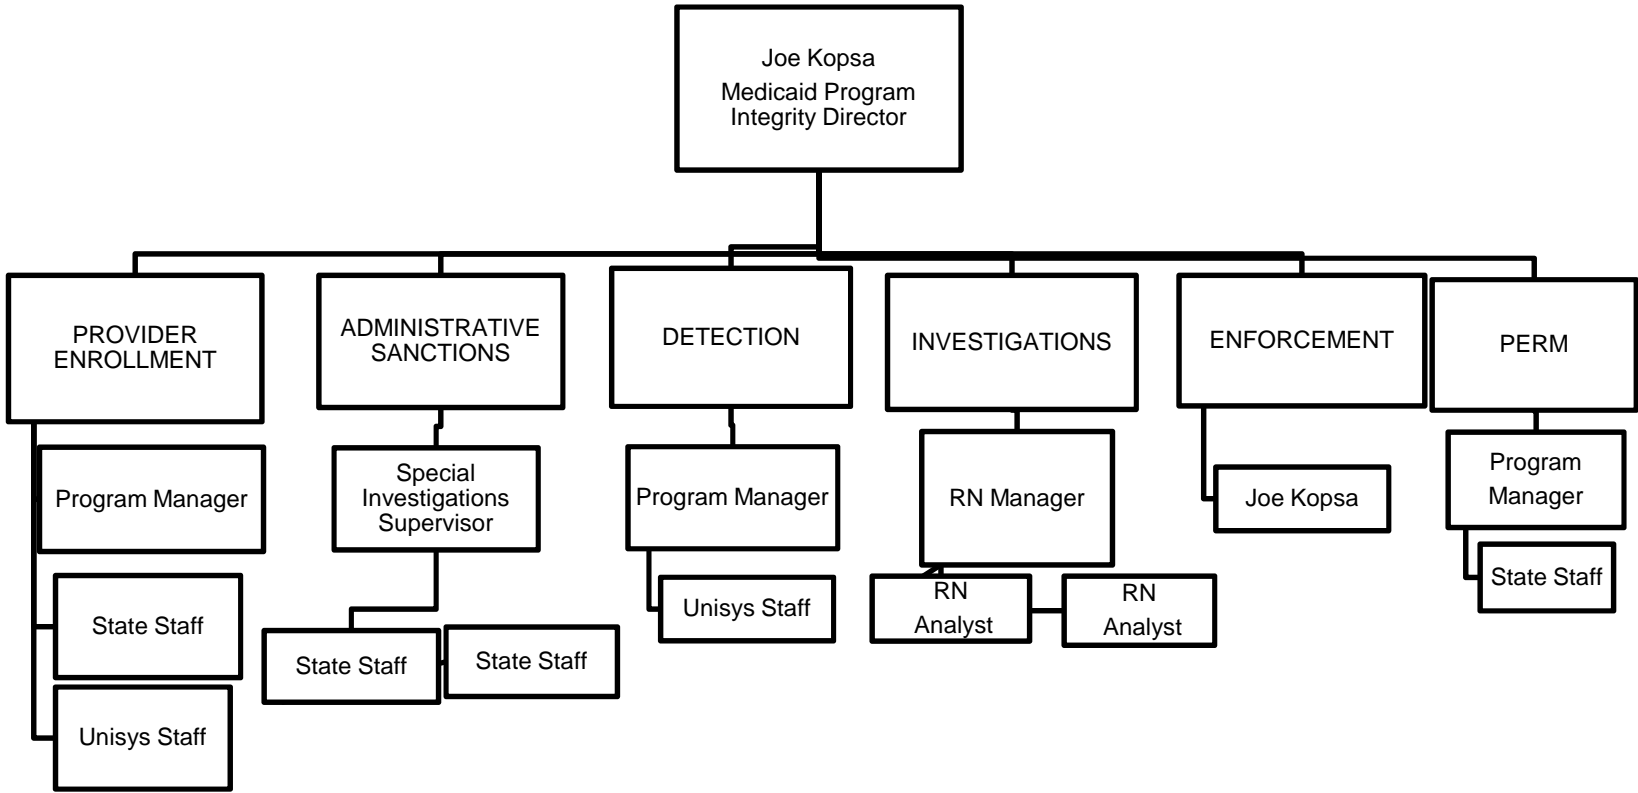 Joe Kopsa
Medicaid Program
Integrity Director
PROVIDER
ENROLLMENT
ADMINISTRATIVE
SANCTIONS
DETECTION
INVESTIGATIONS
ENFORCEMENT
PERM
Program Manager
State Staff
Unisys Staff
Special
Investigations
Supervisor
State Staff
State Staff
Program Manager
Unisys Staff
RN Manager
RN
Analyst
RN
Analyst
Joe Kopsa
Program
Manager
State Staff